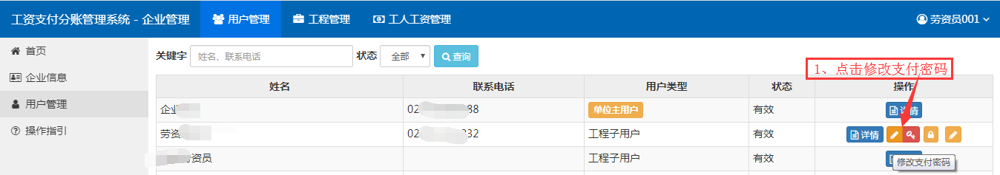 工资支付分账管理系统 - 企业管理 用户管理 工程管理 工人工资管理 劳资员001
首页
企业信息
用户管理
操作指引
关键字 姓名、联系电话 状态 全部 查询
1、点击修改支付密码
姓名 联系电话 用户类型 状态 操作
企业 02 88 单位主用户 有效 详情
劳资 02 232 工程子用户 有效 详情
劳资员 工程子用户 有效
修改支付密码